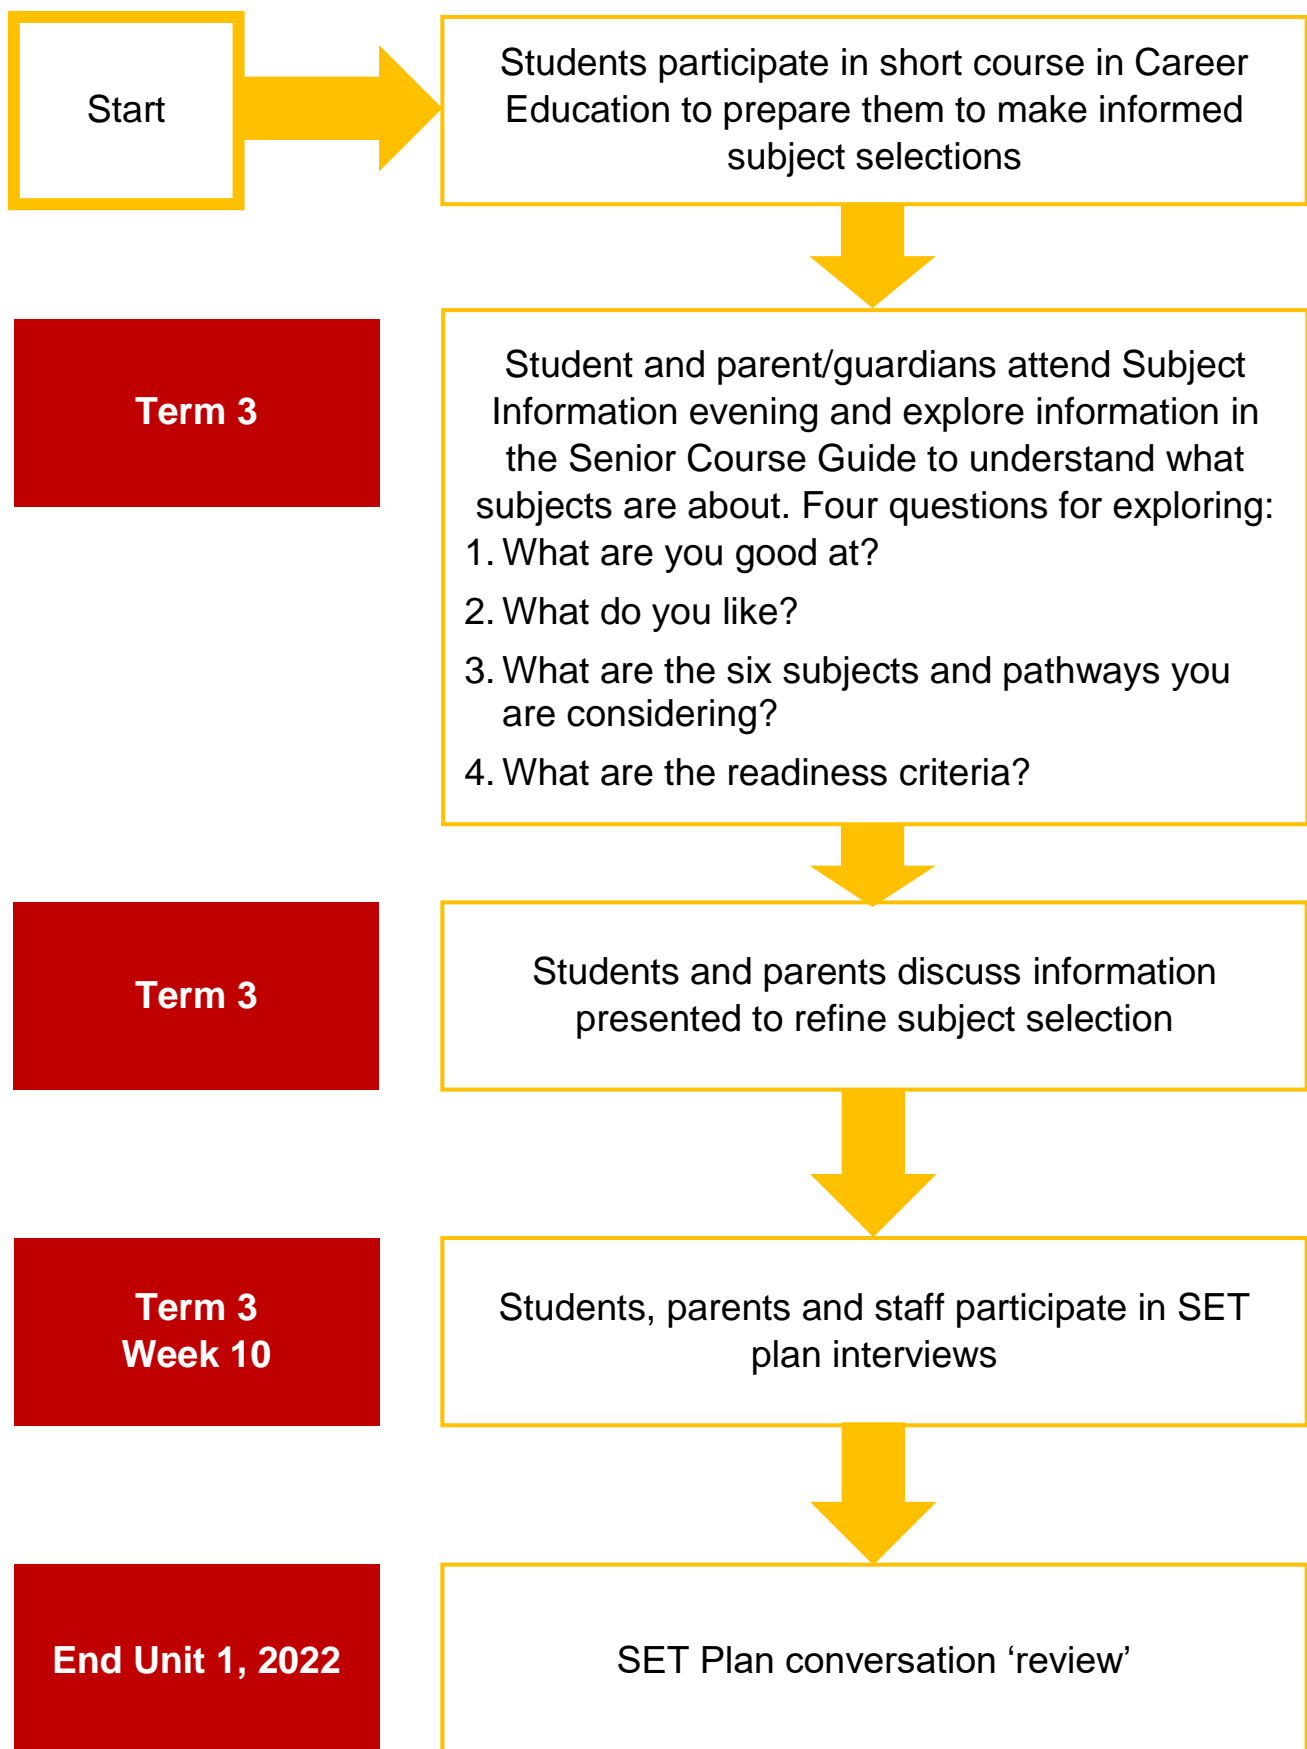 Start
Students participate in short course in Career
Education to prepare them to make informed
subject selections
Term 3
Student and parent/guardians attend Subject
Information evening and explore information in
the Senior Course Guide to understand what
subjects are about. Four questions for exploring:
1. What are you good at?
2. What do you like?
3. What are the six subjects and pathways you
are considering?
4. What are the readiness criteria?
Term 3
Students and parents discuss information
presented to refine subject selection
Term 3
Week 10
Students, parents and staff participate in SET
plan interviews
End Unit 1, 2022
SET Plan conversation ‘review’